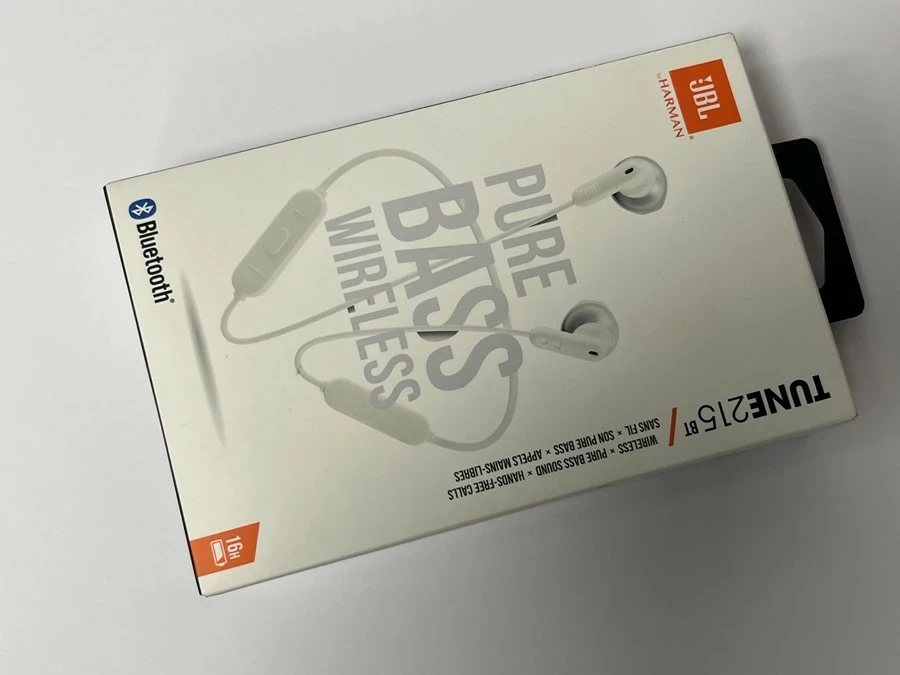 JBL
by HARMAN®
PURE
BASS
WIRELESS
Bluetooth®
16H
TUNE215BT
WIRELESS × PURE BASS SOUND × HANDS-FREE CALLS
SANS FIL × SON PURE BASS × APPELS MAINS-LIBRES